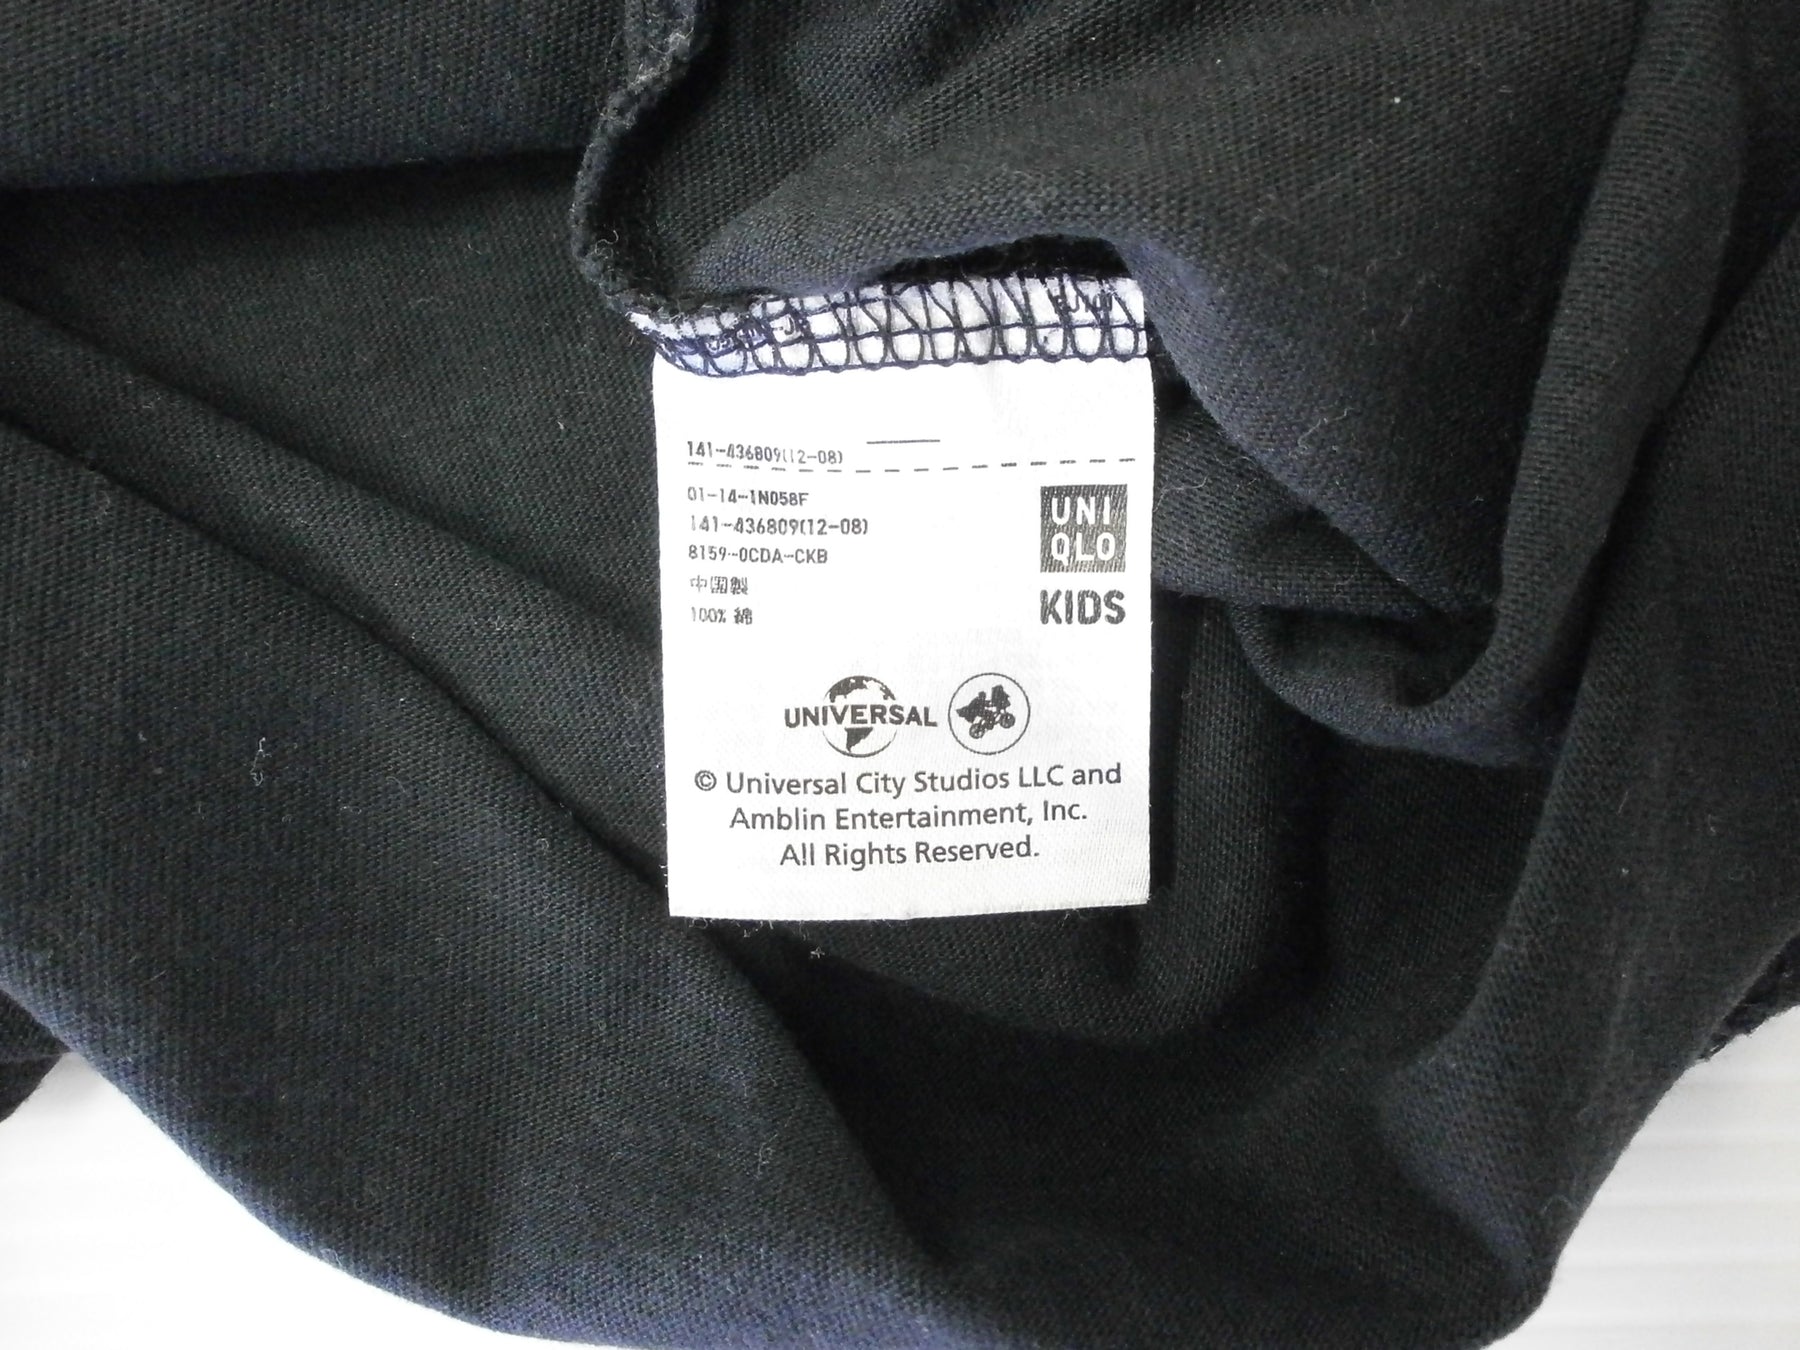 141-436809(12-08)
01-14-1N058F
141-436809(12-08)
8159-0CDA-CKB
中国製
100% 綿
UNI
QLO
KIDS
UNIVERSAL
© Universal City Studios LLC and
Amblin Entertainment, Inc.
All Rights Reserved.